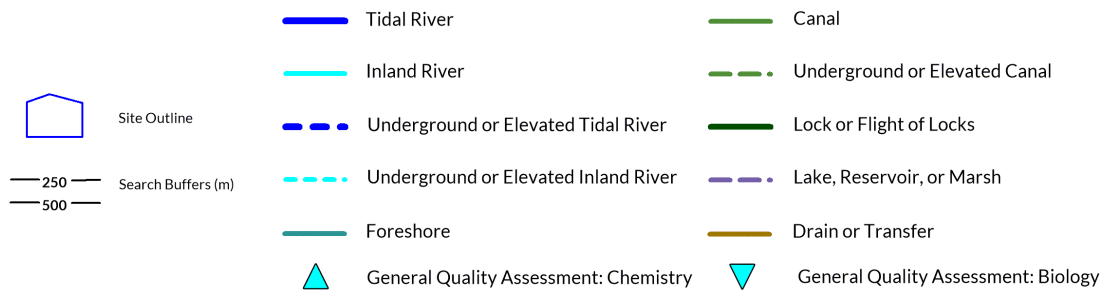 Tidal River
Canal
Inland River
Underground or Elevated Canal
Site Outline
Underground or Elevated Tidal River
Lock or Flight of Locks
250
500
Search Buffers (m)
Underground or Elevated Inland River
Lake, Reservoir, or Marsh
Foreshore
Drain or Transfer
General Quality Assessment: Chemistry
General Quality Assessment: Biology